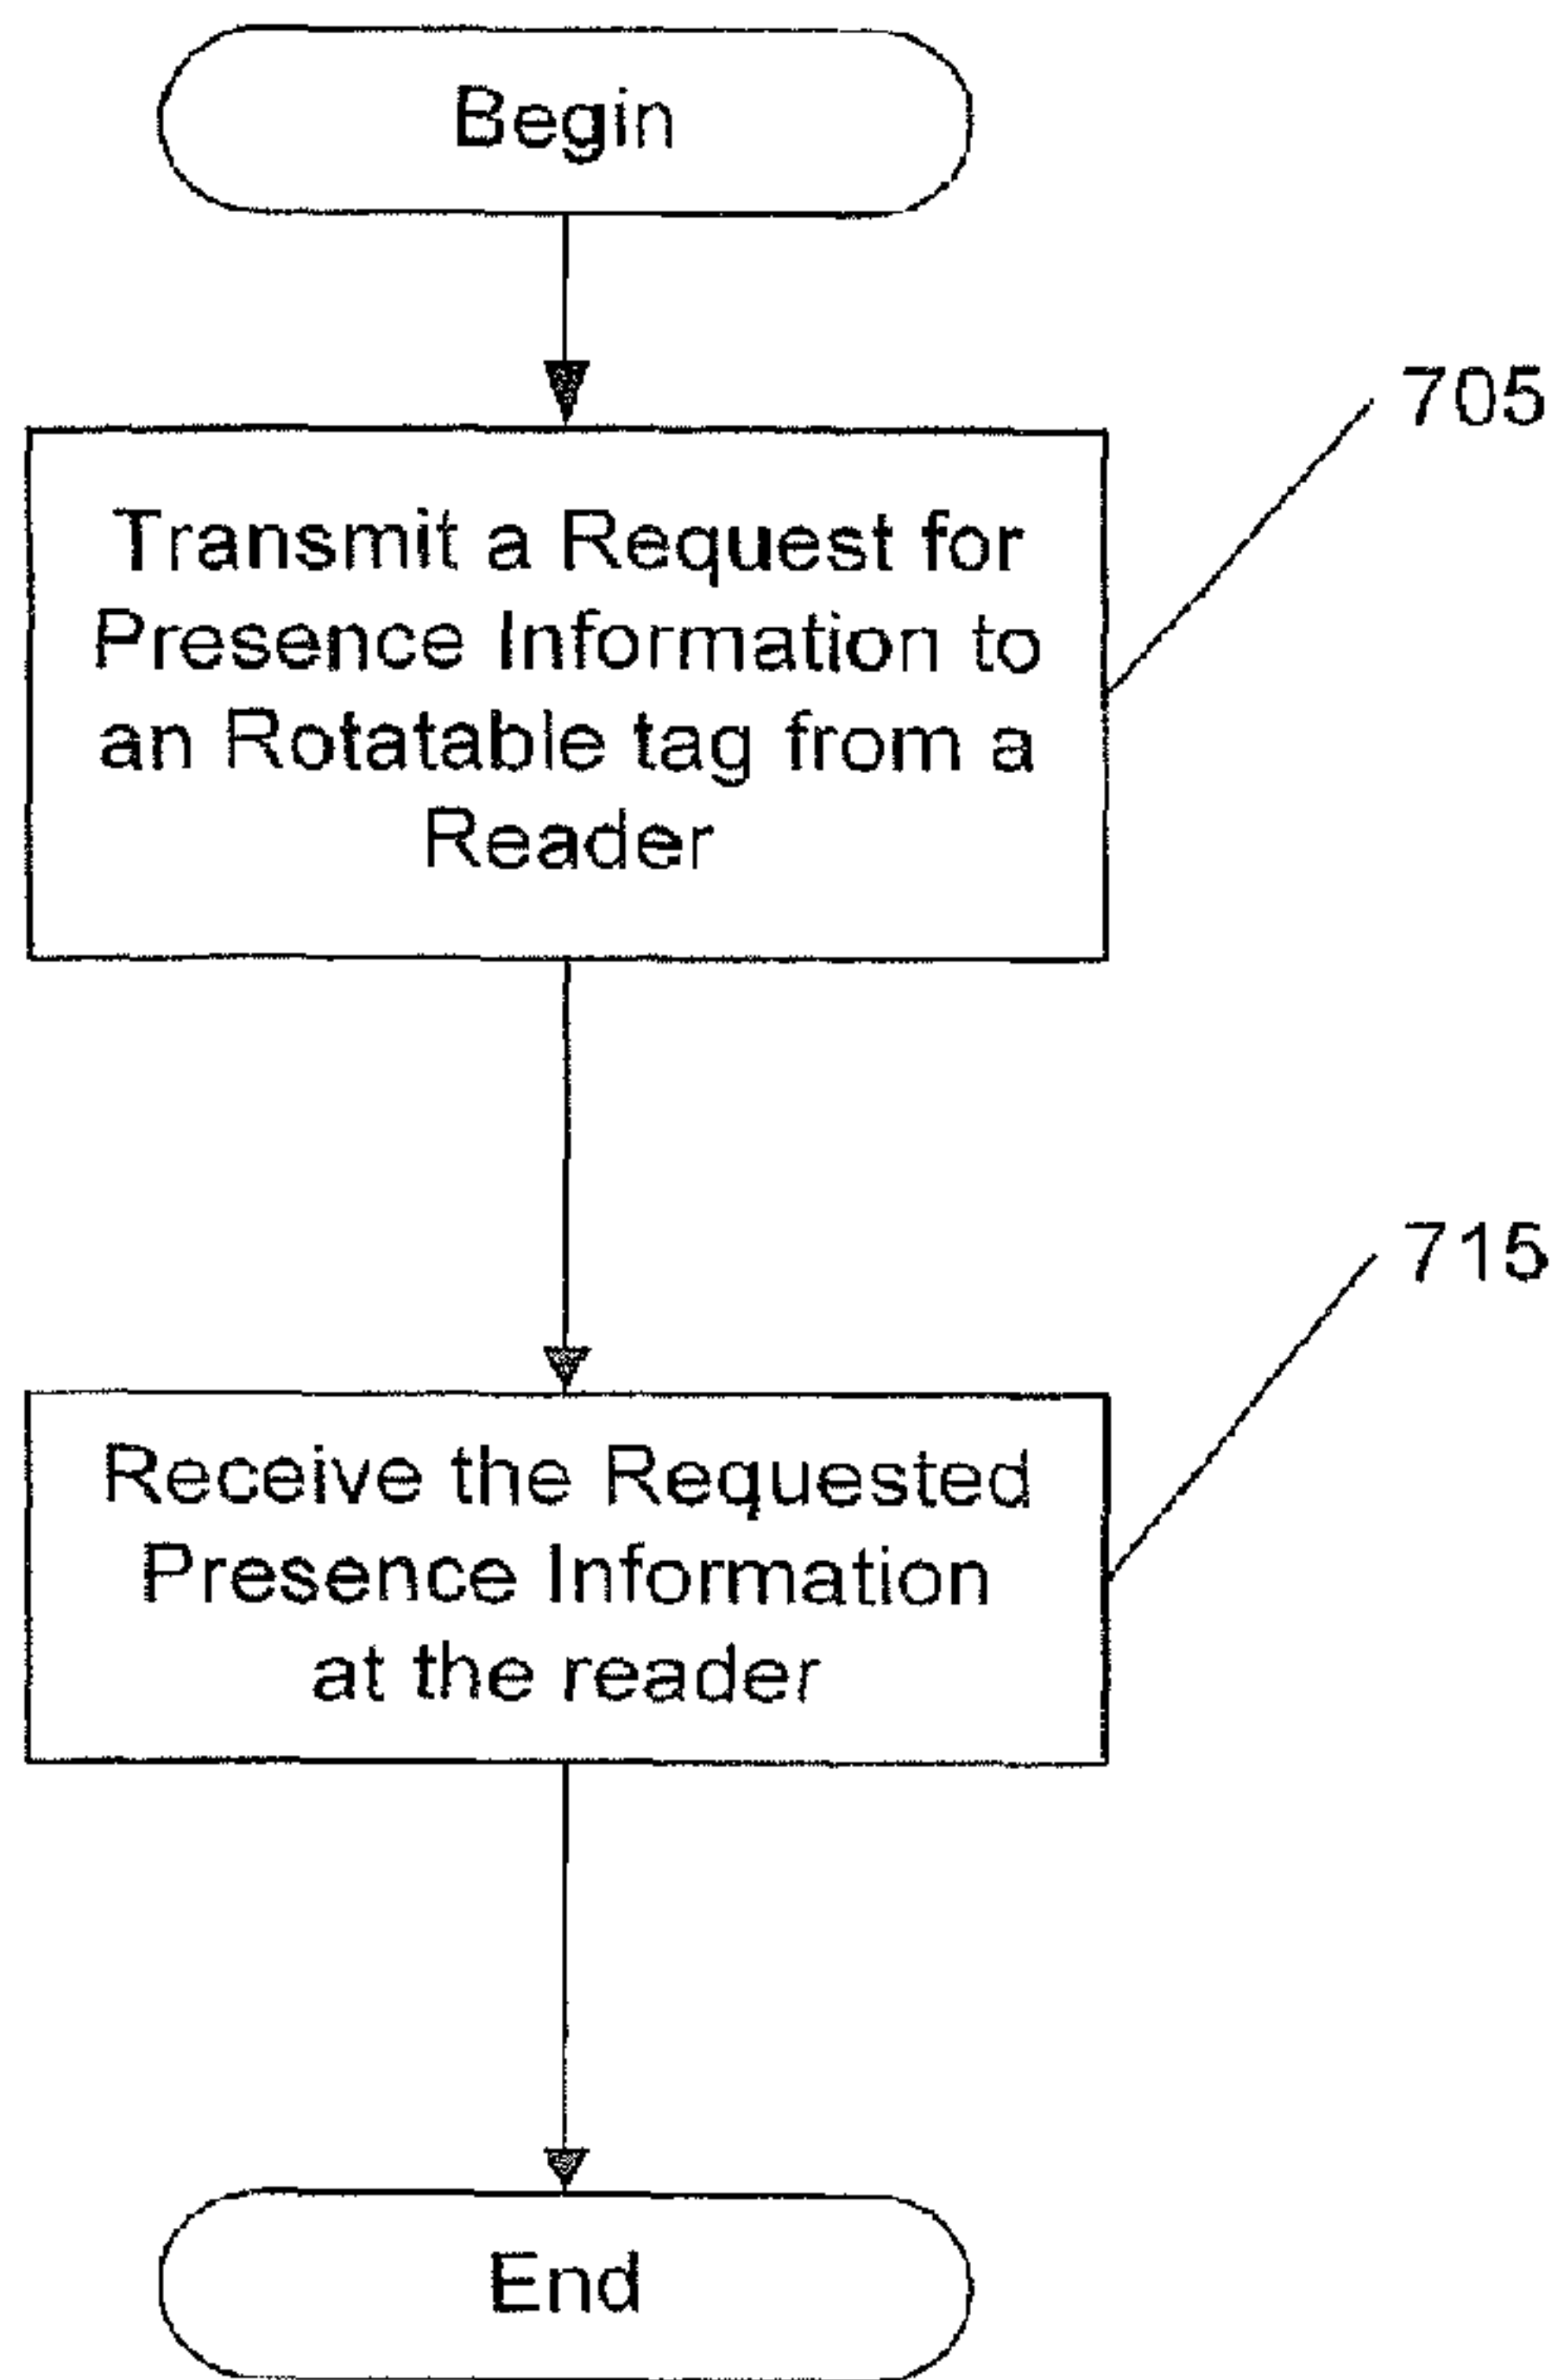 Begin
705
Transmit a Request for
Presence Information to
an Rotatable tag from a
Reader
715
Receive the Requested
Presence Information
at the reader
End